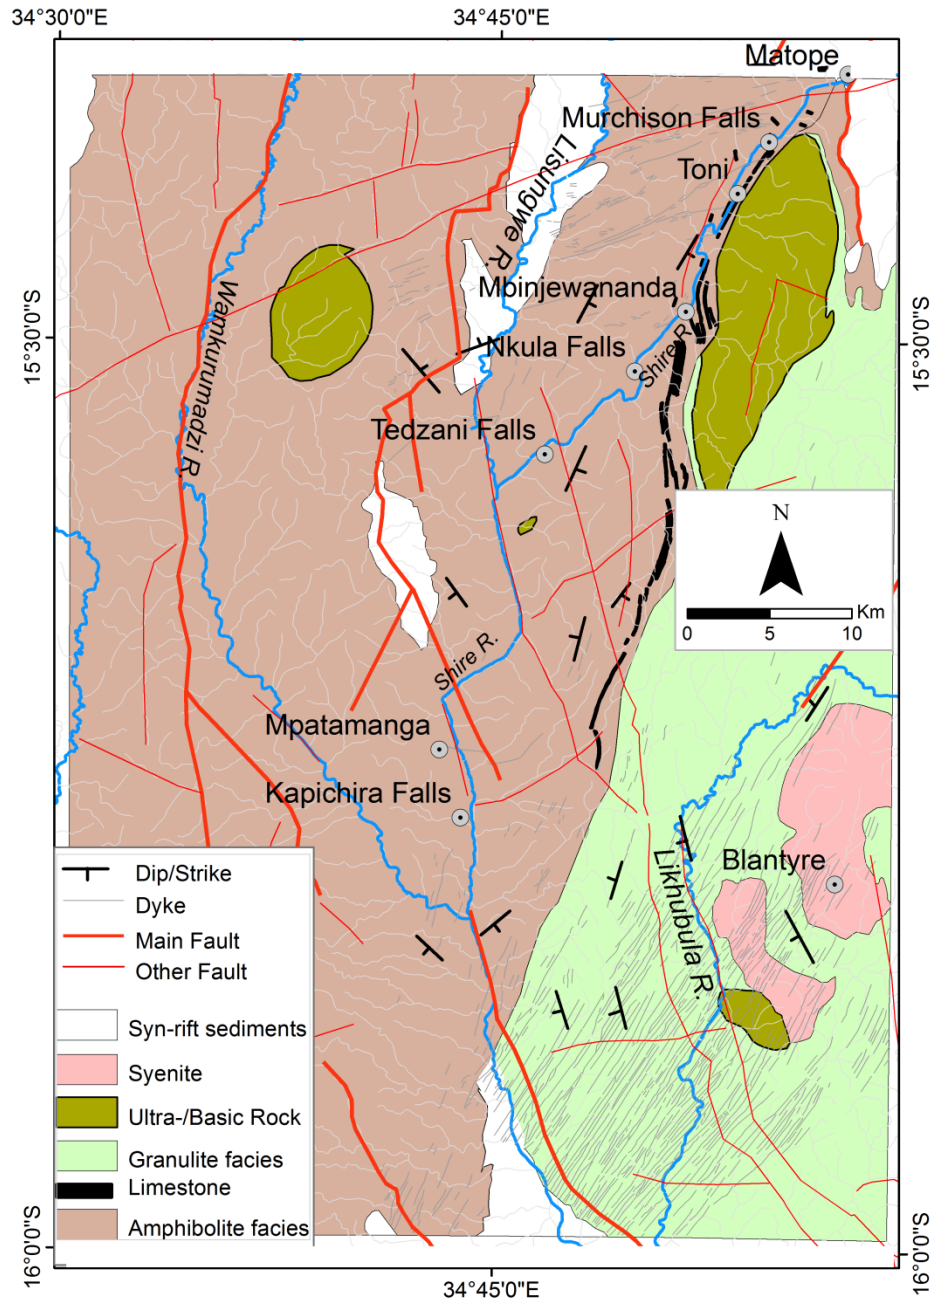 34°30'0"E
34°45'0"E
Matope
Murchison Falls
Toni
Lisungwe R.
Mbinjewananda
Wamkurumadzi R.
15°30'0"S
15°30'0"S
Nkula Falls
Shire R.
Tedzani Falls
N
0 5 10 Km
Shire R.
Mpatamanga
Kapichira Falls
Likhubula R.
Blantyre
Dip/Strike
Dyke
Main Fault
Other Fault
Syn-rift sediments
Syenite
Ultra-/Basic Rock
Granulite facies
Limestone
Amphibolite facies
16°0'0"S
16°0'0"S
34°45'0"E